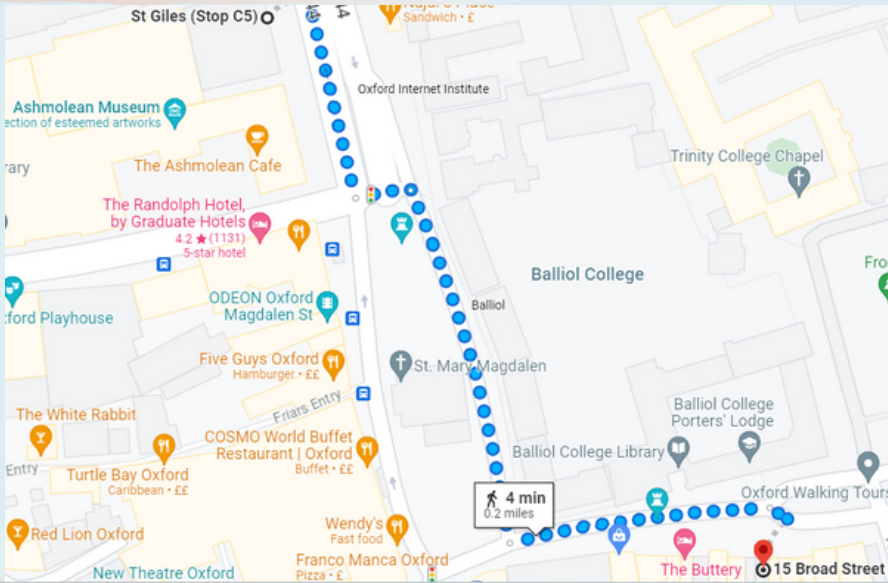 St Giles (Stop C5)
Sandwich • £
Oxford Internet Institute
Ashmolean Museum
ection of esteemed artworks
The Ashmolean Cafe
rary
Trinity College Chapel
The Randolph Hotel,
by Graduate Hotels
4.2 ★ (1131)
5-star hotel
Balliol College
Fro
ODEON Oxford
Magdalen St
Balliol
xford Playhouse
Five Guys Oxford
Hamburger • ££
St. Mary Magdalen
Friars Entry
The White Rabbit
Balliol College
Porters' Lodge
COSMO World Buffet
Restaurant | Oxford
Buffet • ££
Balliol College Library
Entry
Turtle Bay Oxford
Caribbean • ££
4 min
0.2 miles
Oxford Walking Tours
Red Lion Oxford
Wendy's
Fast food
Franco Manca Oxford
Pizza • £
The Buttery
15 Broad Street
New Theatre Oxford